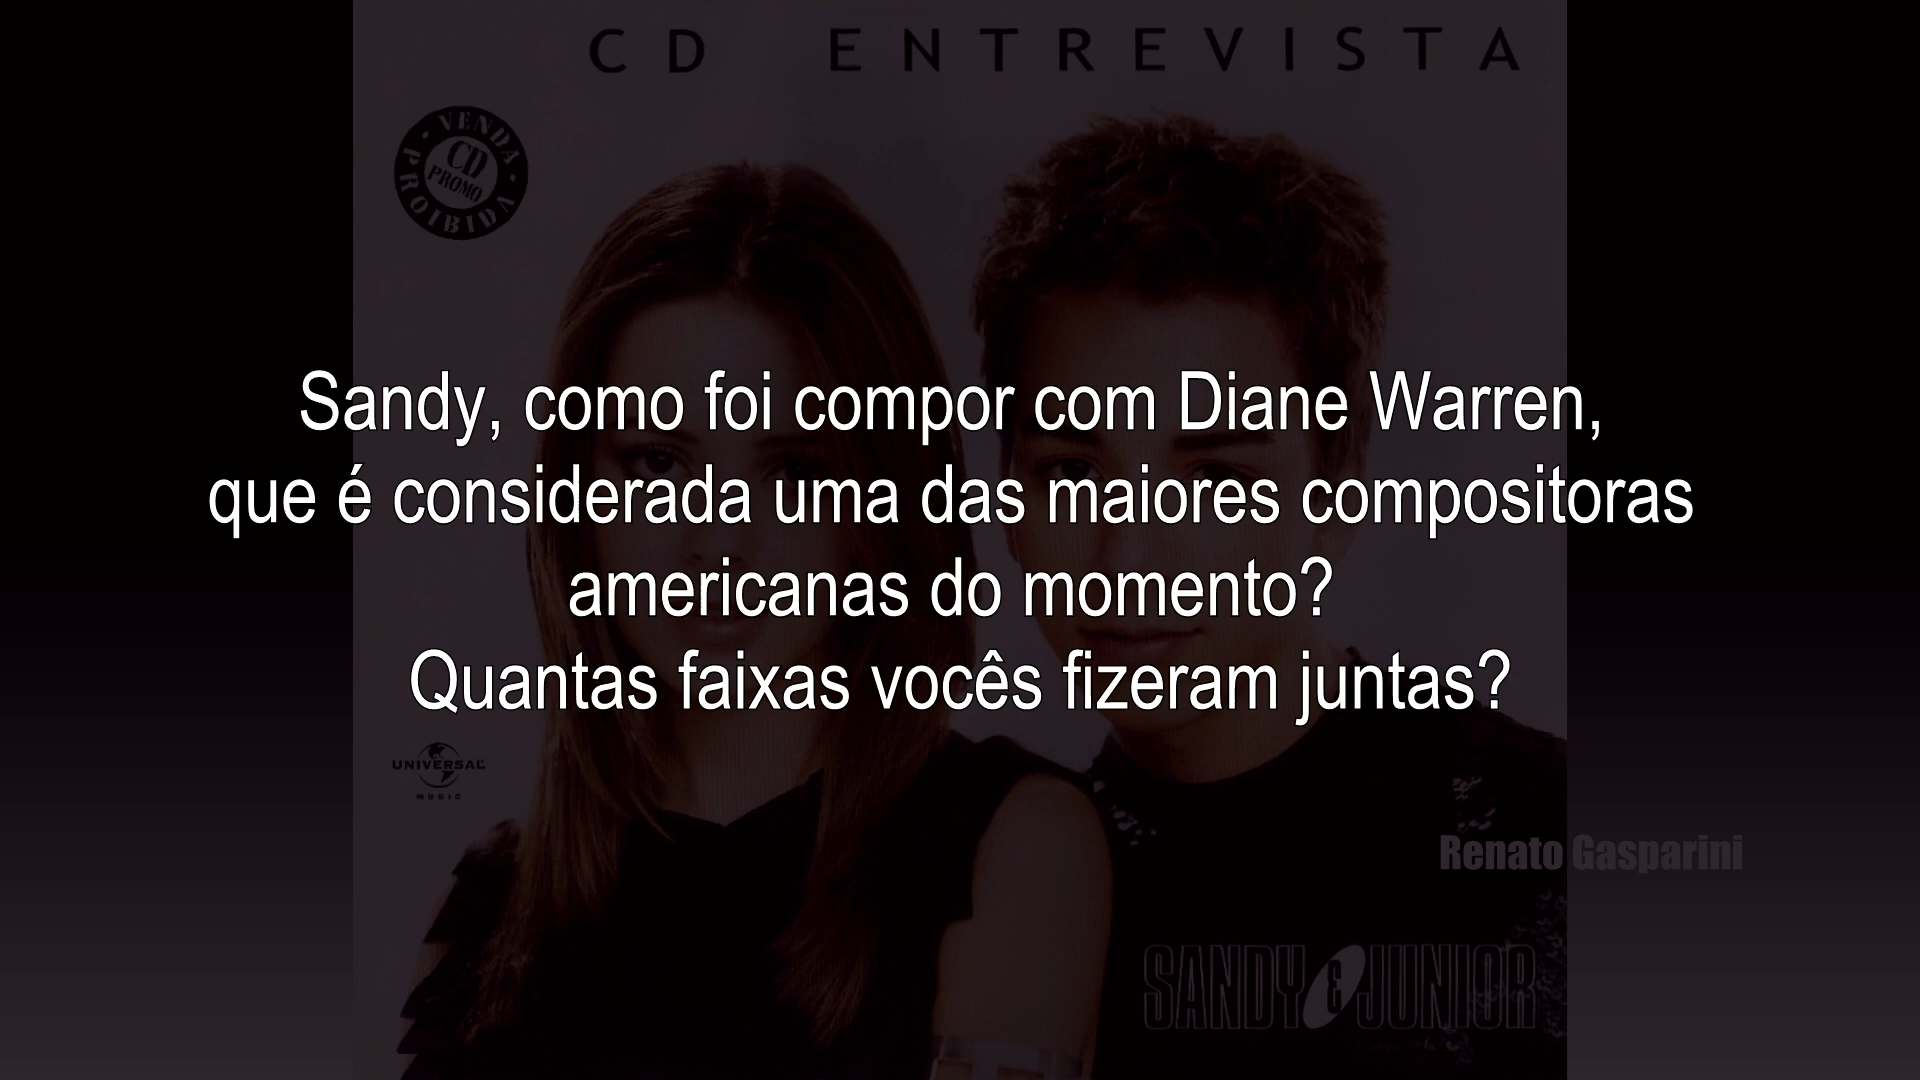 CD ENTREVISTA
VENDA PROIBIDA
CD
PROMO
Sandy, como foi compor com Diane Warren,
que é considerada uma das maiores compositoras
americanas do momento?
Quantas faixas vocês fizeram juntas?
UNIVERSAL
MUSIC
Renato Gasparini
SANDY & JUNIOR